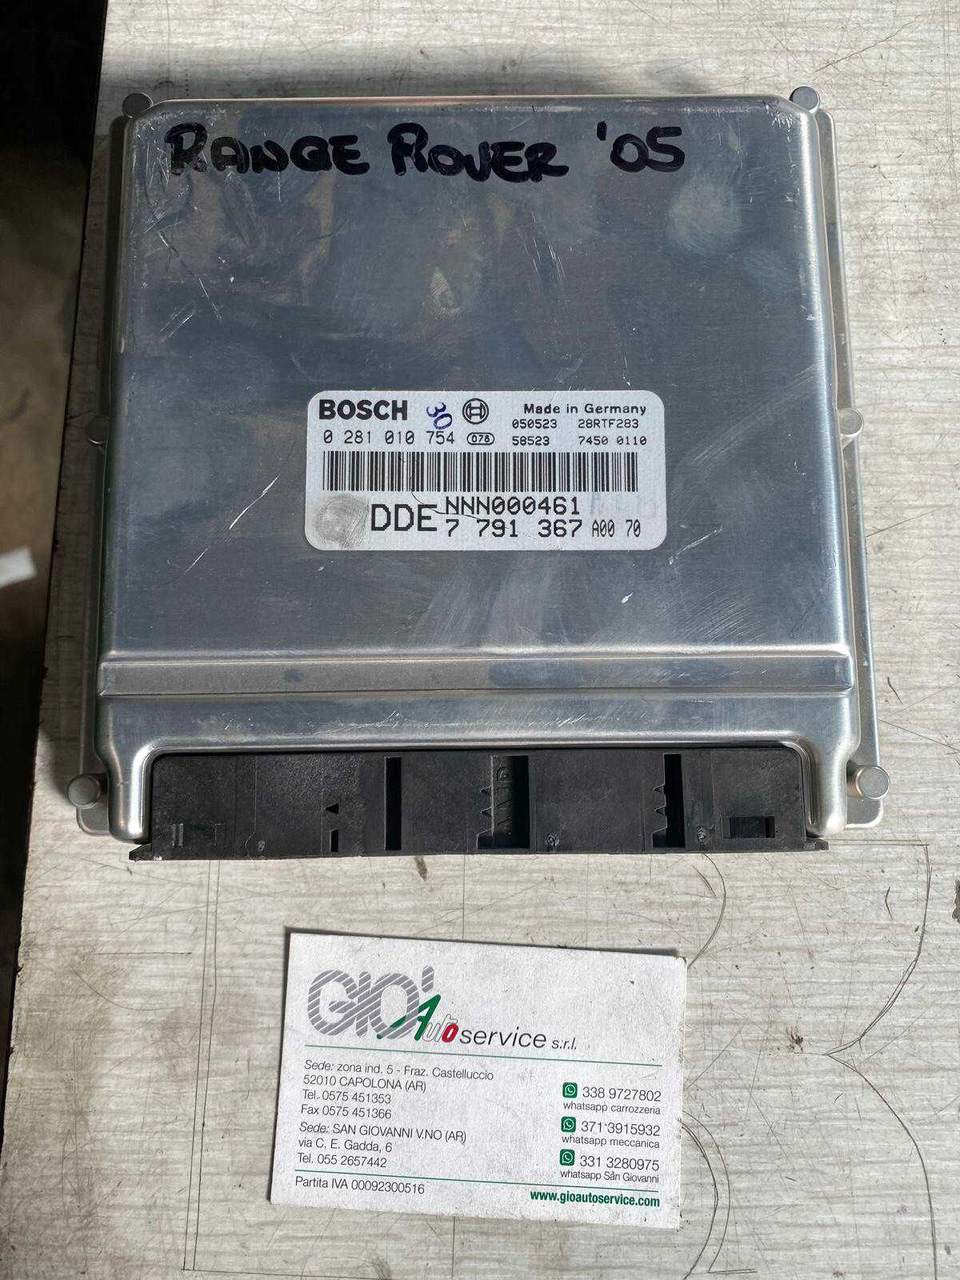 RANGE ROVER '05
BOSCH 30 Made in Germany
050523 28RTF283
0 281 010 754 078 58523 7450 0110
NNN000461
DDE 7 791 367 A00 70
GIO' Autoservice s.r.l.
Sede: zona ind. 5 - Fraz. Castelluccio
52010 CAPOLONA (AR)
Tel. 0575 451353
Fax 0575 451366
Sede: SAN GIOVANNI V.NO (AR)
via C. E. Gadda, 6
Tel. 055 2657442
Partita IVA 00092300516
338 9727802
whatsapp carrozzeria
371 3915932
whatsapp meccanica
331 3280975
whatsapp San Giovanni
www.gioautoservice.com